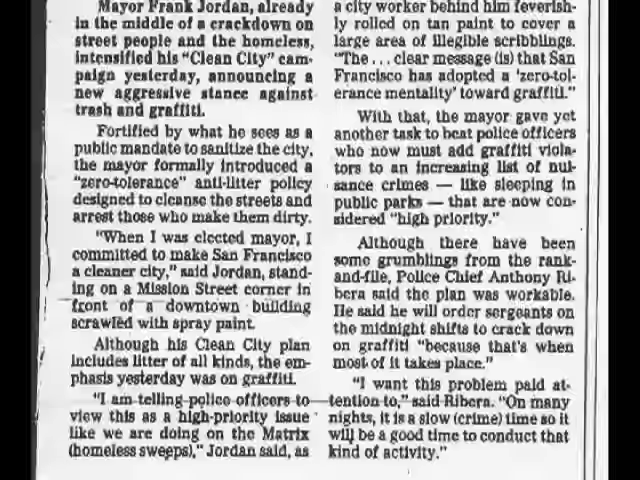 Mayor Frank Jordan, already
in the middle of a crackdown on
street people and the homeless,
intensified his "Clean City" cam-
paign yesterday, announcing a
new aggressive stance against
trash and graffiti.
Fortified by what he sees as a
public mandate to sanitize the city,
the mayor formally introduced a
"zero-tolerance" anti-litter policy
designed to cleanse the streets and
arrest those who make them dirty.
"When I was elected mayor, I
committed to make San Francisco
a cleaner city," said Jordan, stand-
ing on a Mission Street corner in
front of a downtown building
scrawled with spray paint.
Although his Clean City plan
includes litter of all kinds, the em-
phasis yesterday was on graffiti.
"I am telling police officers to
view this as a high-priority issue
like we are doing on the Matrix
(homeless sweeps)," Jordan said, as
a city worker behind him feverish-
ly rolled on tan paint to cover a
large area of illegible scribblings.
"The . . . clear message (is) that San
Francisco has adopted a 'zero-tol-
erance mentality' toward graffiti."
With that, the mayor gave yet
another task to beat police officers
who now must add graffiti viola-
tors to an increasing list of nui-
sance crimes — like sleeping in
public parks — that are now con-
sidered "high priority."
Although there have been
some grumblings from the rank-
and-file, Police Chief Anthony Ri-
bera said the plan was workable.
He said he will order sergeants on
the midnight shifts to crack down
on graffiti "because that's when
most of it takes place."
"I want this problem paid at-
tention to," said Ribera. "On many
nights, it is a slow (crime) time so it
will be a good time to conduct that
kind of activity."